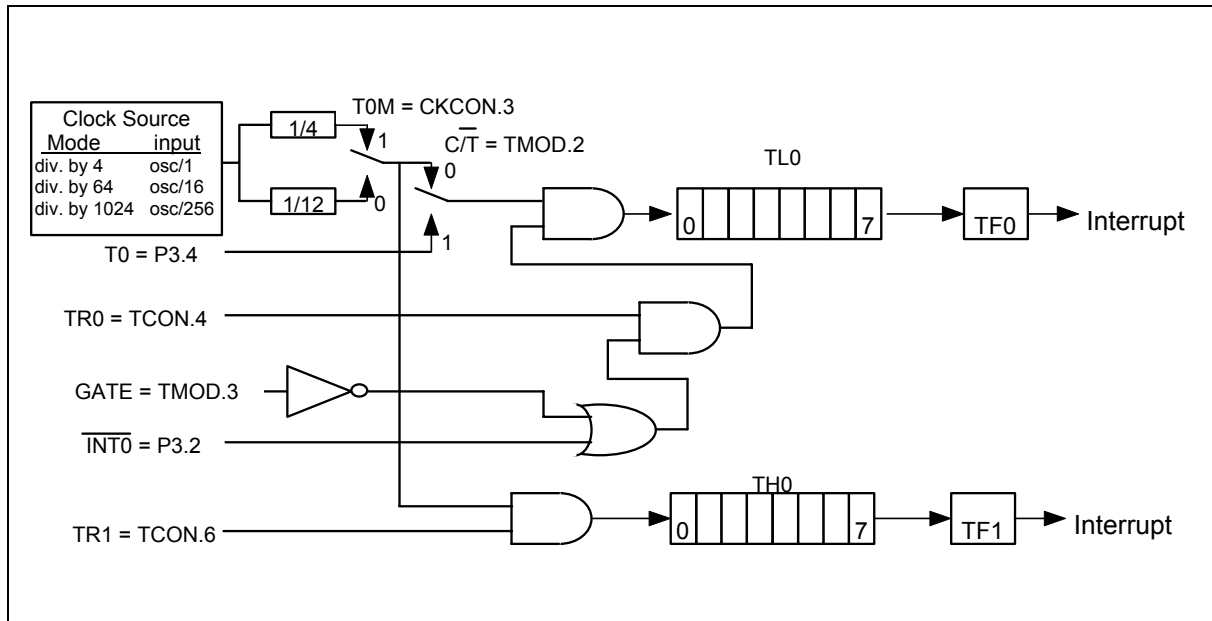 Clock Source
Mode input
div. by 4 osc/1
div. by 64 osc/16
div. by 1024 osc/256
1/4
1/12
T0M = CKCON.3
1
0
C/T̅ = TMOD.2
0
1
T0 = P3.4
TL0
0 7
TF0
Interrupt
TR0 = TCON.4
GATE = TMOD.3
I̅N̅T̅0̅ = P3.2
TH0
0 7
TF1
Interrupt
TR1 = TCON.6